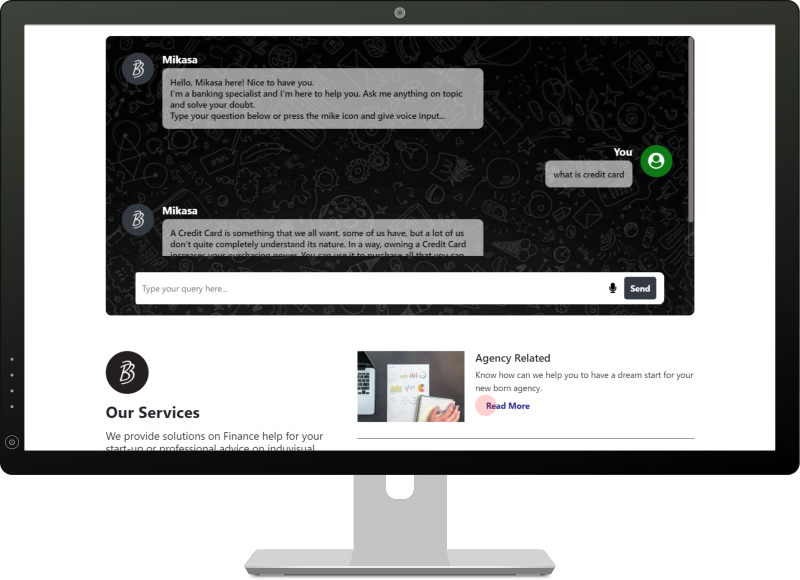 Mikasa
Hello, Mikasa here! Nice to have you.
I'm a banking specialist and I'm here to help you. Ask me anything on topic
and solve your doubt.
Type your question below or press the mike icon and give voice input...
You
what is credit card
Mikasa
A Credit Card is something that we all want, some of us have, but a lot of us
don't quite completely understand its nature. In a way, owning a Credit Card
increases your purchasing power. You can use it to purchase all that you can
Type your query here...
Send
Agency Related
Know how can we help you to have a dream start for your
new born agency.
Read More
Our Services
We provide solutions on Finance help for your
start-up or professional advice on induvisual